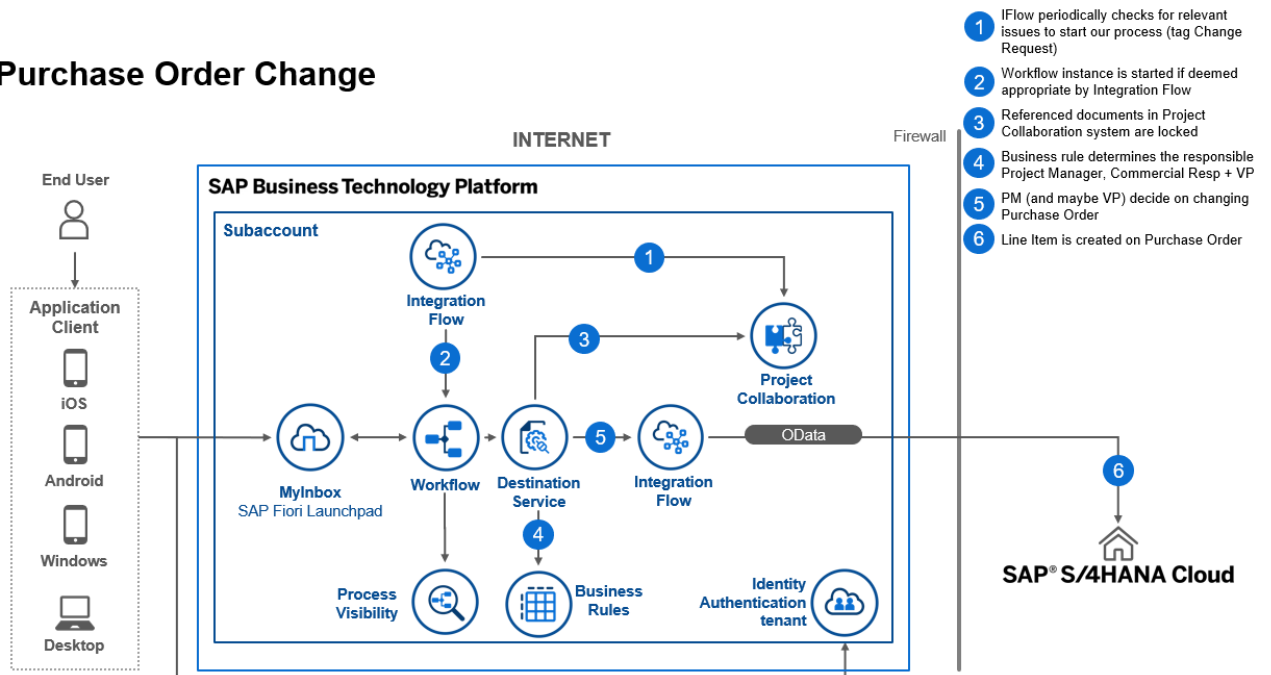 Purchase Order Change
1
IFlow periodically checks for relevant
issues to start our process (tag Change
Request)
2
Workflow instance is started if deemed
appropriate by Integration Flow
3
Referenced documents in Project
Collaboration system are locked
4
Business rule determines the responsible
Project Manager, Commercial Resp + VP
5
PM (and maybe VP) decide on changing
Purchase Order
6
Line Item is created on Purchase Order
INTERNET
Firewall
End User
Application
Client
iOS
Android
Windows
Desktop
SAP Business Technology Platform
Subaccount
Integration
Flow
1
2
3
Project
Collaboration
MyInbox
SAP Fiori Launchpad
Workflow
Destination
Service
5
Integration
Flow
OData
4
Process
Visibility
Business
Rules
Identity
Authentication
tenant
6
SAP® S/4HANA Cloud